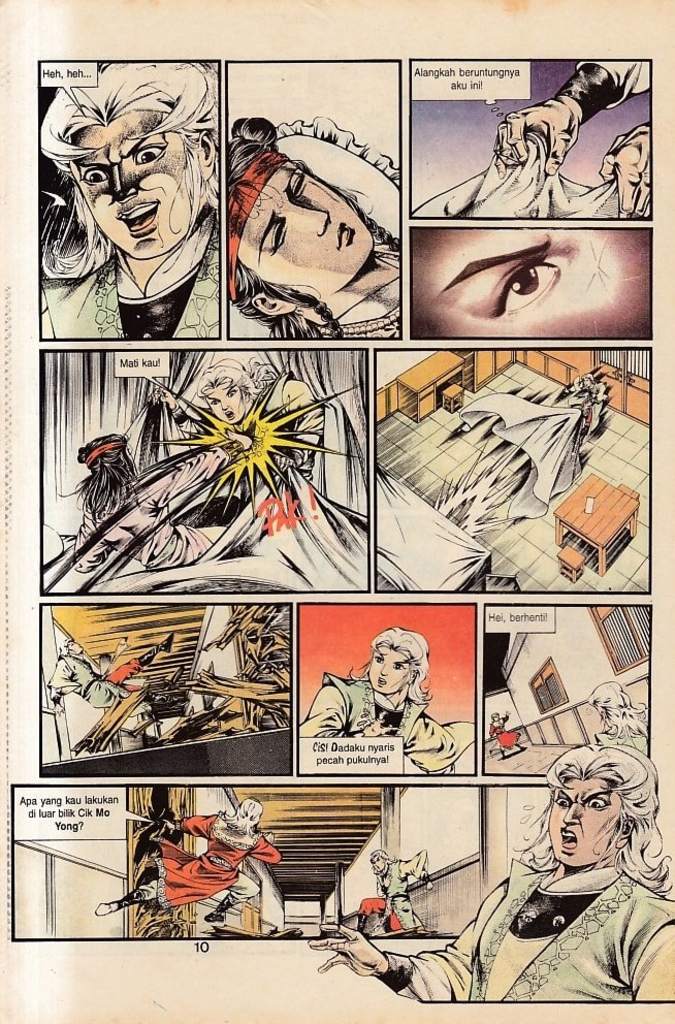 Heh, heh...
Alangkah beruntungnya
aku ini!
Mati kau!
PAK!
Hei, berhenti!
Cis! Dadaku nyaris
pecah pukulnya!
Apa yang kau lakukan
di luar bilik Cik Mo
Yong?
10